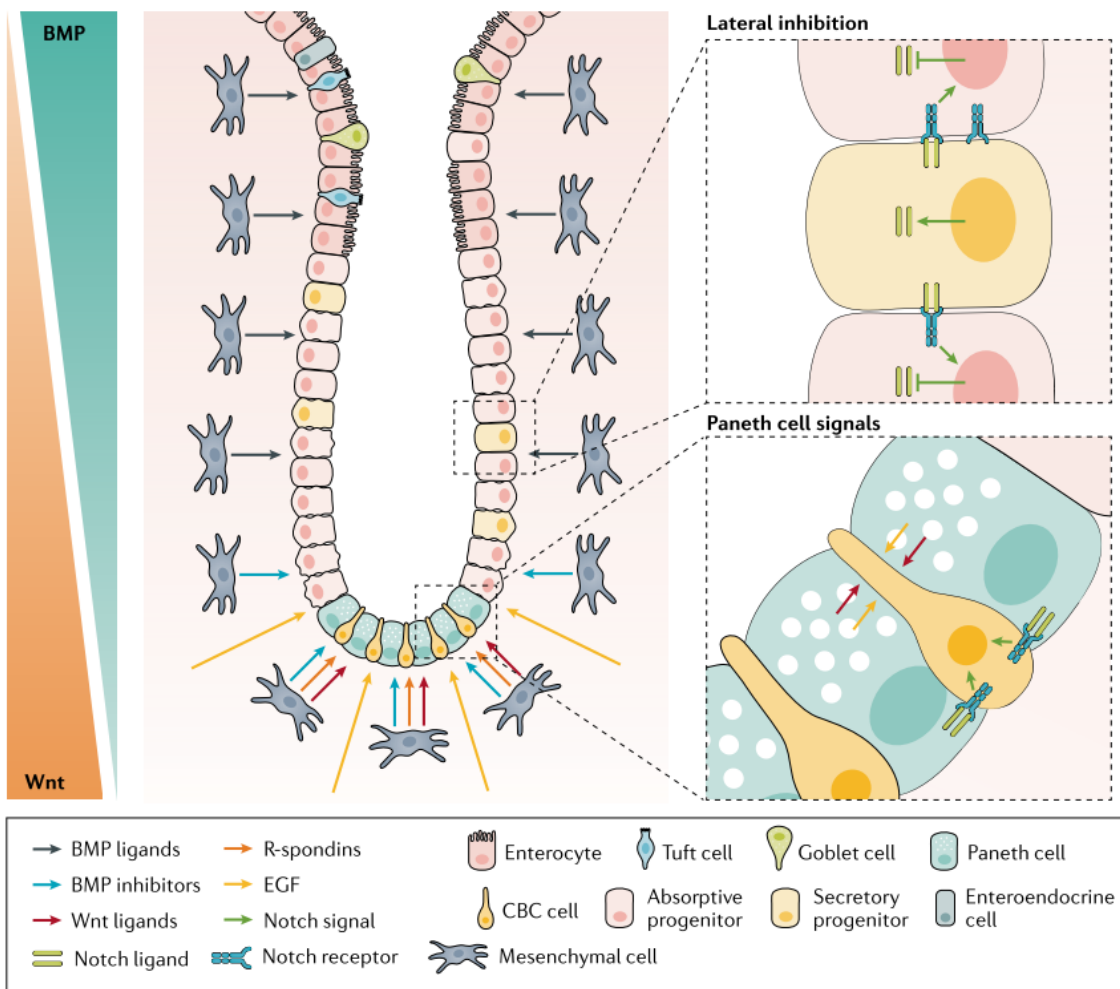 BMP
Wnt
Lateral inhibition
Paneth cell signals
BMP ligands
R-spondins
Enterocyte
Tuft cell
Goblet cell
Paneth cell
BMP inhibitors
EGF
CBC cell
Absorptive
progenitor
Secretory
progenitor
Enteroendocrine
cell
Wnt ligands
Notch signal
Notch ligand
Notch receptor
Mesenchymal cell